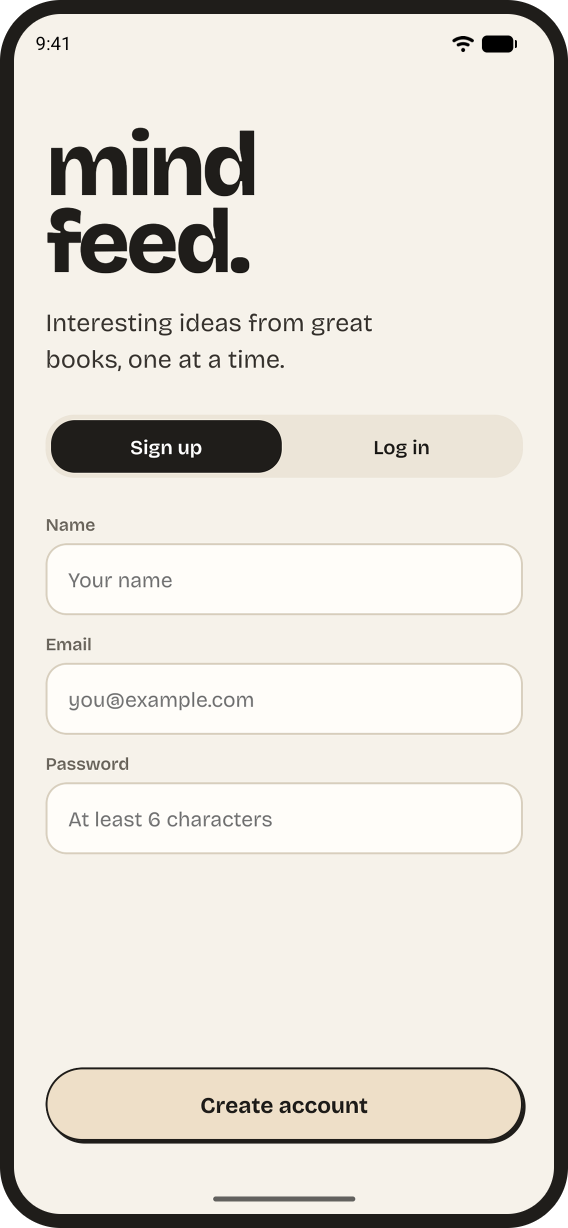 9:41
mind
feed.
Interesting ideas from great
books, one at a time.
Sign up
Log in
Name
Your name
Email
you@example.com
Password
At least 6 characters
Create account